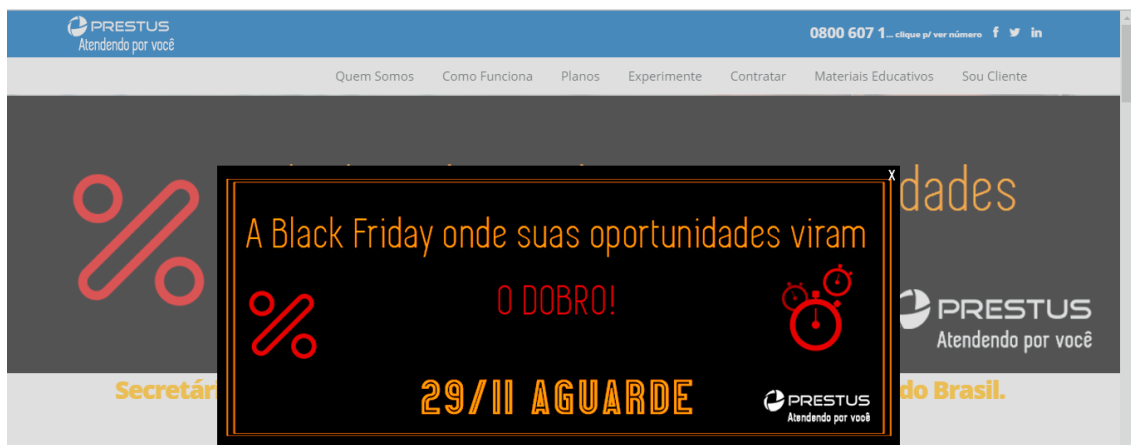 PRESTUS
Atendendo por você
0800 607 1... clique p/ ver número
Quem Somos Como Funciona Planos Experimente Contratar Materiais Educativos Sou Cliente
dades
X
A Black Friday onde suas oportunidades viram
O DOBRO!
29/11 AGUARDE
PRESTUS
Atendendo por você
PRESTUS
Atendendo por você
Secretár
do Brasil.